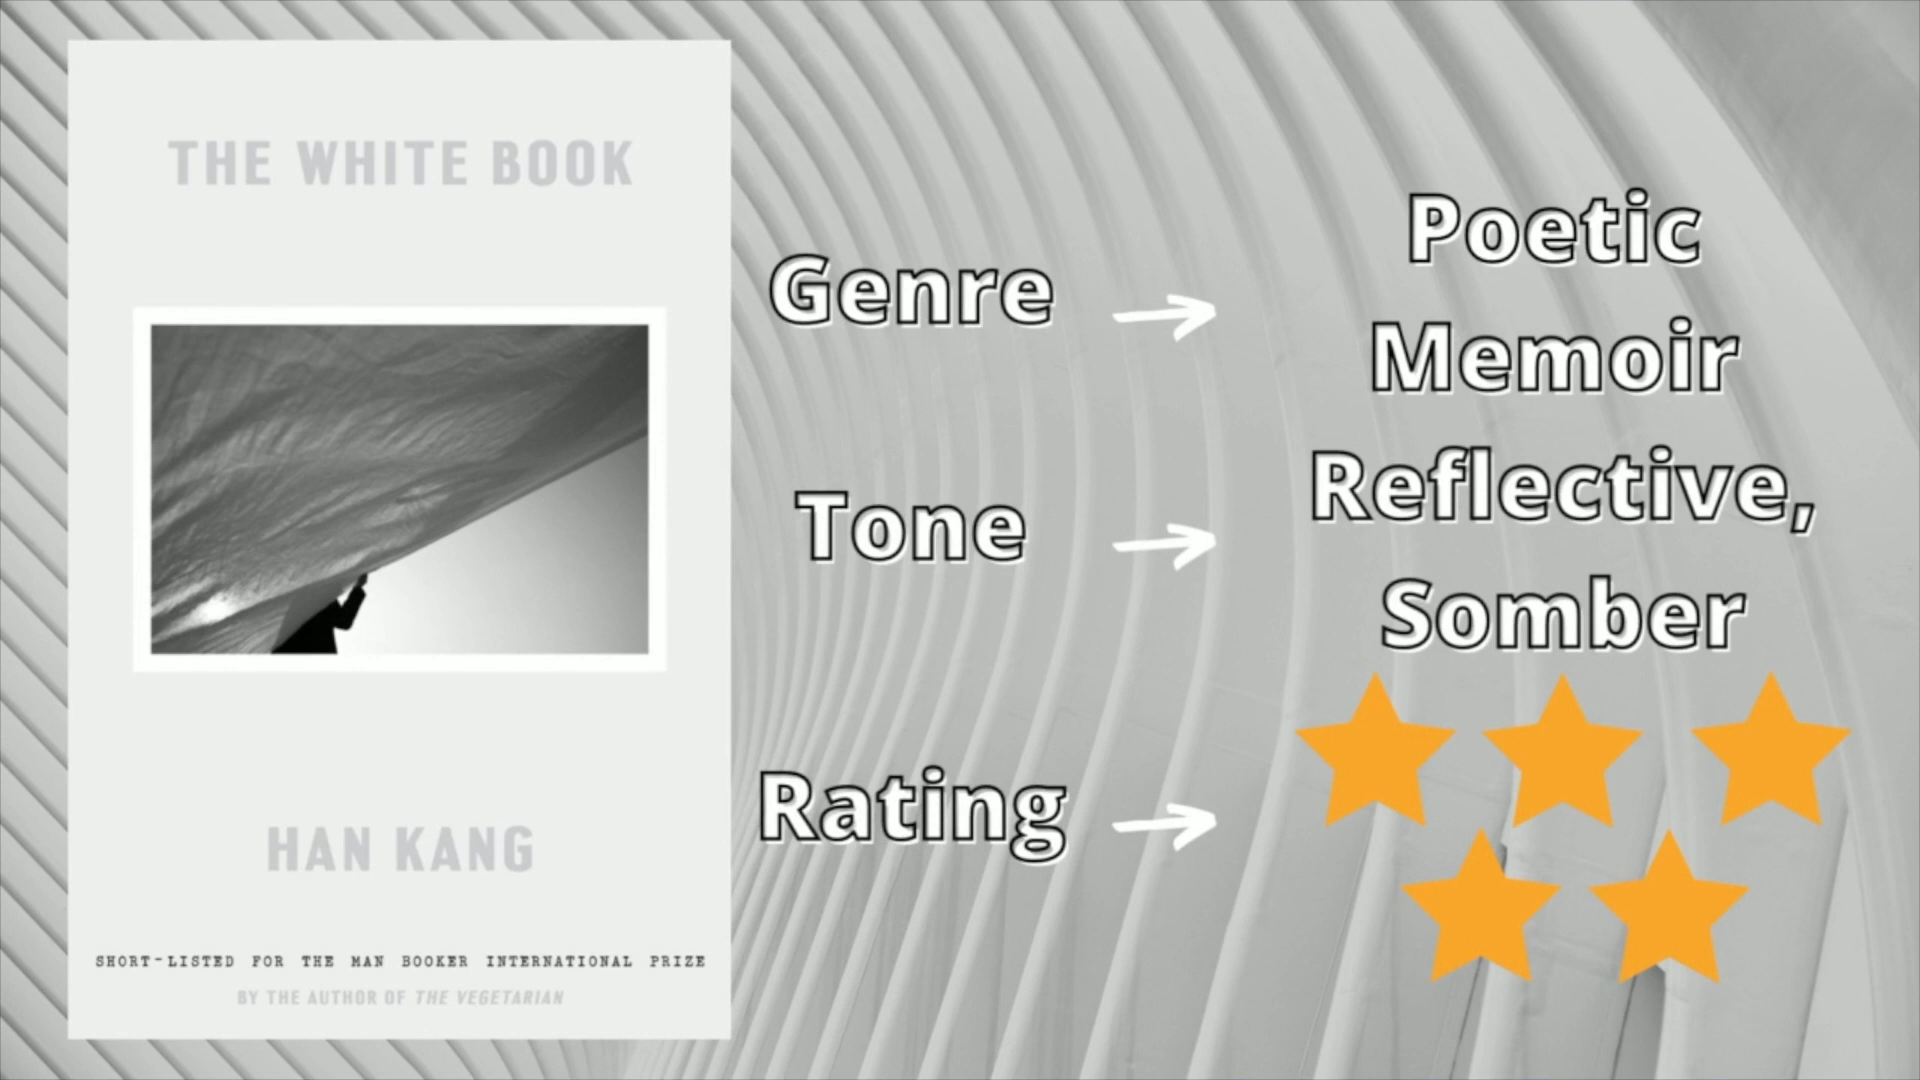 THE WHITE BOOK
HAN KANG
SHORT-LISTED FOR THE MAN BOOKER INTERNATIONAL PRIZE
BY THE AUTHOR OF THE VEGETARIAN
Genre
Poetic
Memoir
Tone
Reflective,
Somber
Rating